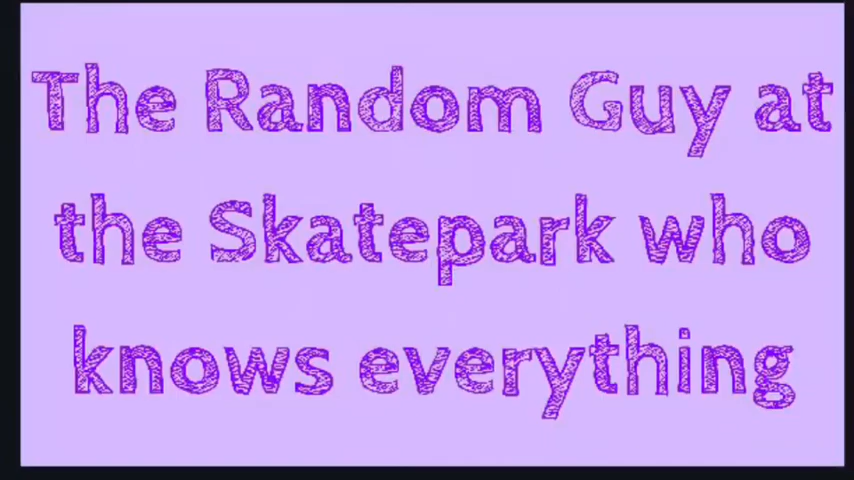 The Random Guy at
the Skatepark who
knows everything